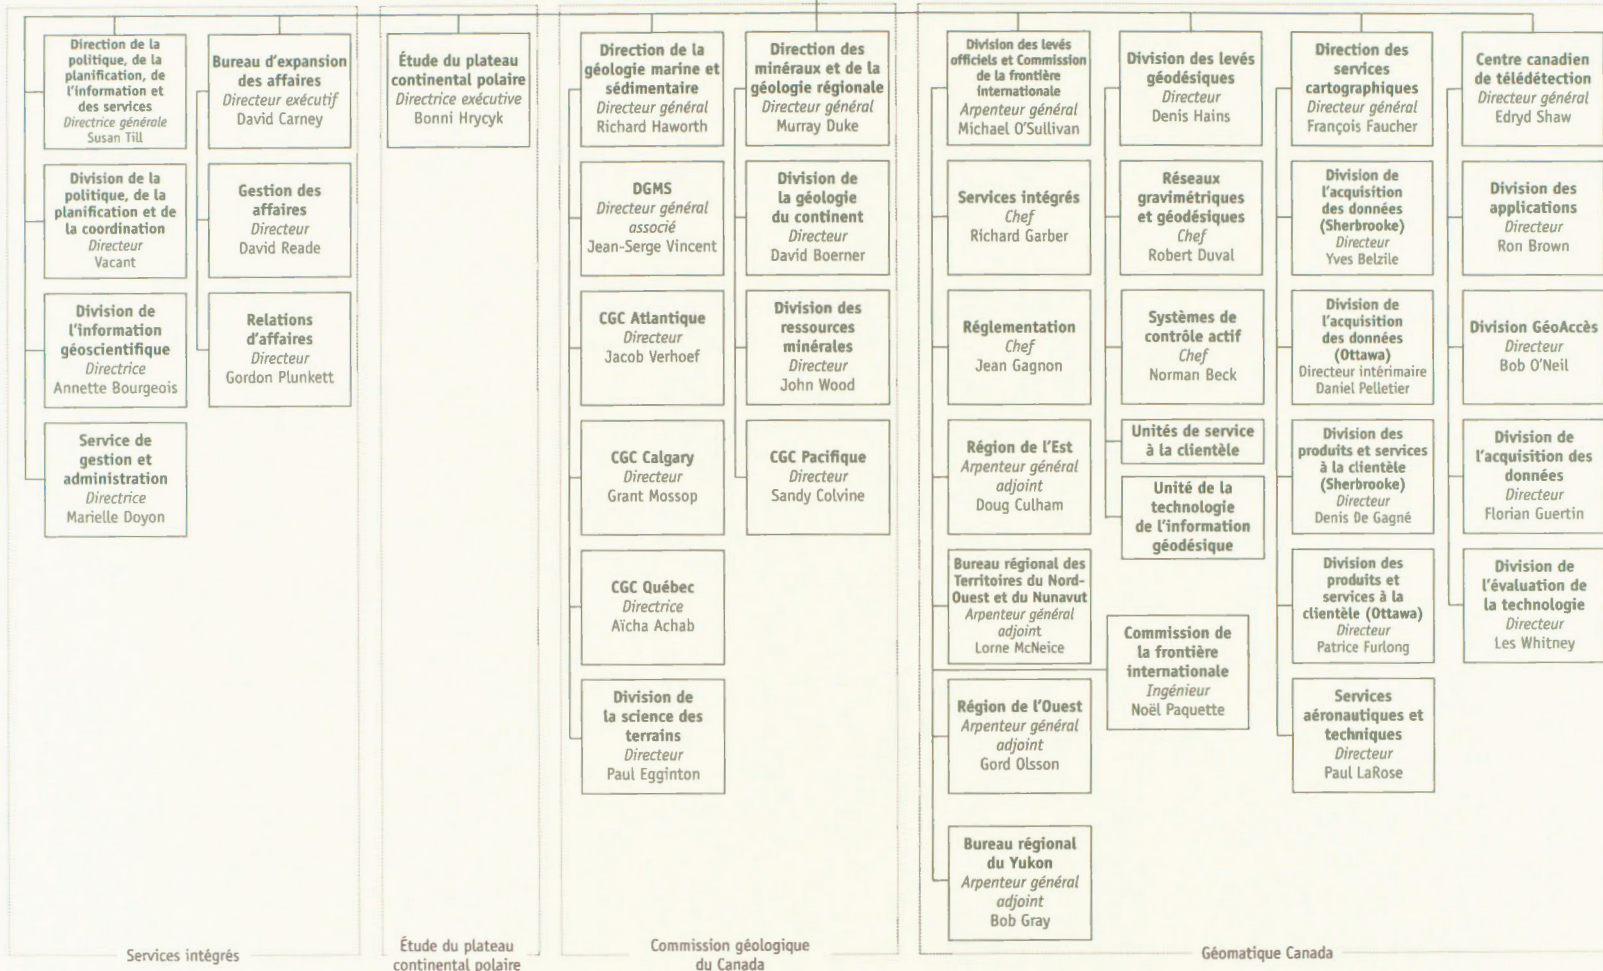 Direction de la
politique, de la
planification, de
l'information et
des services
Directrice générale
Susan Till
Division de la
politique, de la
planification et de
la coordination
Directeur
Vacant
Division de
l'information
géoscientifique
Directrice
Annette Bourgeois
Service de
gestion et
administration
Directrice
Marielle Doyon
Bureau d'expansion
des affaires
Directeur exécutif
David Carney
Gestion des
affaires
Directeur
David Reade
Relations
d'affaires
Directeur
Gordon Plunkett
Services intégrés
Étude du plateau
continental polaire
Directrice exécutive
Bonni Hrycyk
Étude du plateau
continental polaire
Direction de la
géologie marine et
sédimentaire
Directeur général
Richard Haworth
DGMS
Directeur général
associé
Jean-Serge Vincent
CGC Atlantique
Directeur
Jacob Verhoef
CGC Calgary
Directeur
Grant Mossop
CGC Québec
Directrice
Aïcha Achab
Division de
la science des
terrains
Directeur
Paul Egginton
Direction des
minéraux et de la
géologie régionale
Directeur général
Murray Duke
Division de
la géologie
du continent
Directeur
David Boerner
Division des
ressources
minérales
Directeur
John Wood
CGC Pacifique
Directeur
Sandy Colvine
Commission géologique
du Canada
Division des levés
officiels et Commission
de la frontière
internationale
Arpenteur général
Michael O'Sullivan
Services intégrés
Chef
Richard Garber
Réglementation
Chef
Jean Gagnon
Région de l'Est
Arpenteur général
adjoint
Doug Culham
Bureau régional des
Territoires du Nord-
Ouest et du Nunavut
Arpenteur général
adjoint
Lorne McNeice
Région de l'Ouest
Arpenteur général
adjoint
Gord Olsson
Bureau régional
du Yukon
Arpenteur général
adjoint
Bob Gray
Division des levés
géodésiques
Directeur
Denis Hains
Réseaux
gravimétriques
et géodésiques
Chef
Robert Duval
Systèmes de
contrôle actif
Chef
Norman Beck
Unités de service
à la clientèle
Unité de la
technologie
de l'information
géodésique
Commission de
la frontière
internationale
Ingénieur
Noël Paquette
Direction des
services
cartographiques
Directeur général
François Faucher
Division de
l'acquisition
des données
(Sherbrooke)
Directeur
Yves Belzile
Division de
l'acquisition
des données
(Ottawa)
Directeur intérimaire
Daniel Pelletier
Division des
produits et services
à la clientèle
(Sherbrooke)
Directeur
Denis De Gagné
Division des
produits et
services à la
clientèle (Ottawa)
Directeur
Patrice Furlong
Services
aéronautiques et
techniques
Directeur
Paul LaRose
Centre canadien
de télédétection
Directeur général
Edryd Shaw
Division des
applications
Directeur
Ron Brown
Division GéoAccès
Directeur
Bob O'Neil
Division de
l'acquisition des
données
Directeur
Florian Guertin
Division de
l'évaluation de
la technologie
Directeur
Les Whitney
Géomatique Canada